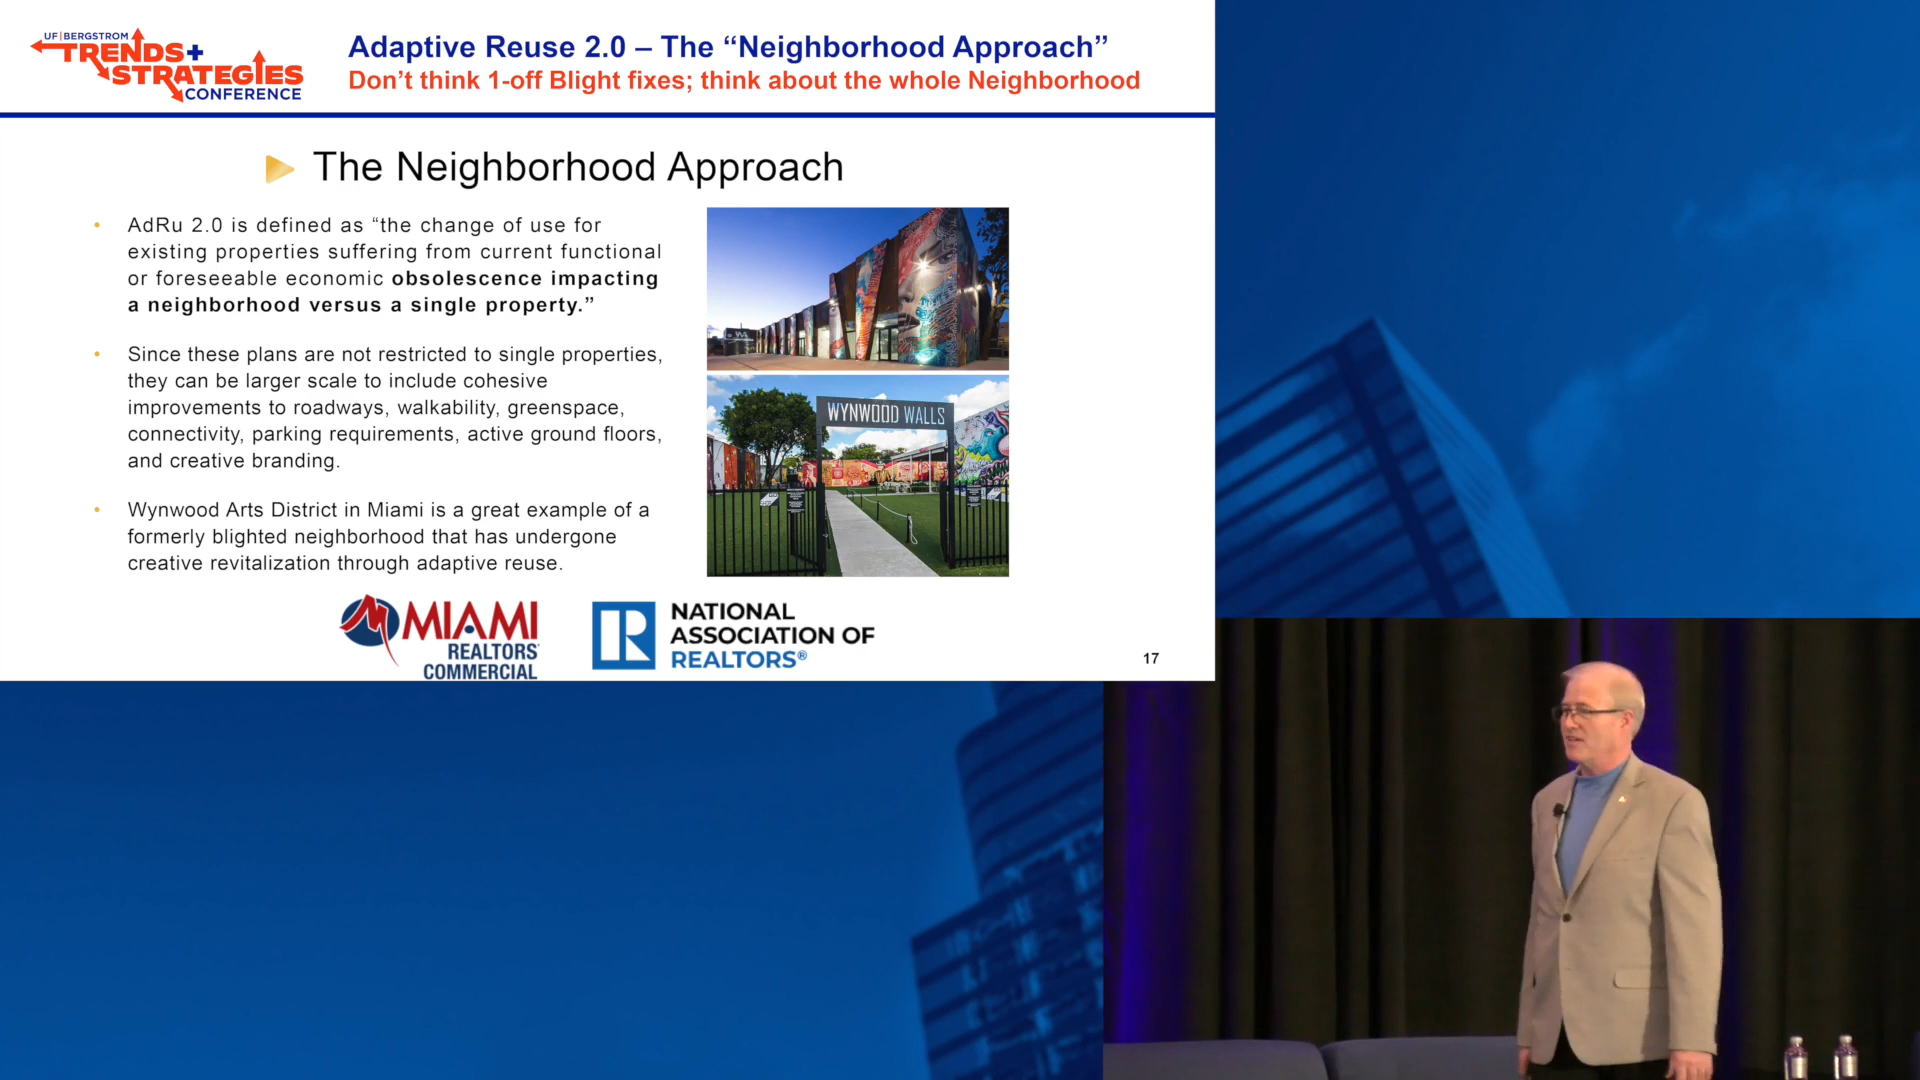 UF|BERGSTROM
TRENDS+
STRATEGIES
CONFERENCE
Adaptive Reuse 2.0 – The “Neighborhood Approach”
Don’t think 1-off Blight fixes; think about the whole Neighborhood
The Neighborhood Approach
• AdRu 2.0 is defined as “the change of use for
existing properties suffering from current functional
or foreseeable economic obsolescence impacting
a neighborhood versus a single property.”
• Since these plans are not restricted to single properties,
they can be larger scale to include cohesive
improvements to roadways, walkability, greenspace,
connectivity, parking requirements, active ground floors,
and creative branding.
• Wynwood Arts District in Miami is a great example of a
formerly blighted neighborhood that has undergone
creative revitalization through adaptive reuse.
WYNWOOD WALLS
MIAMI
REALTORS®
COMMERCIAL
NATIONAL
ASSOCIATION OF
REALTORS®
17